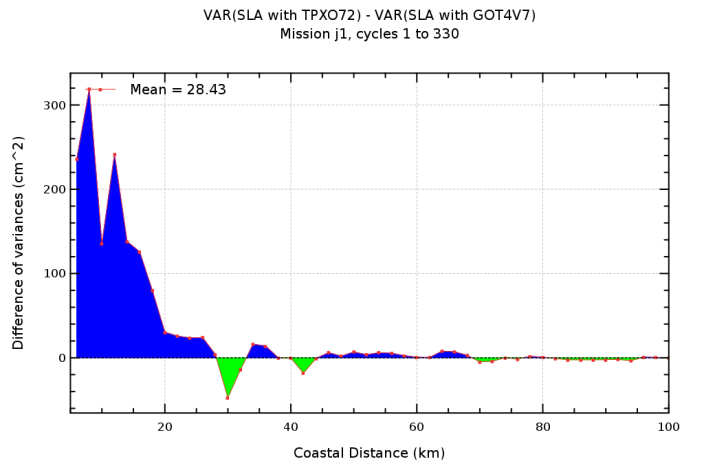 VAR(SLA with TPXO72) - VAR(SLA with GOT4V7)
Mission j1, cycles 1 to 330
Mean = 28.43
Difference of variances (cm^2)
300
200
100
0
20 40 60 80 100
Coastal Distance (km)